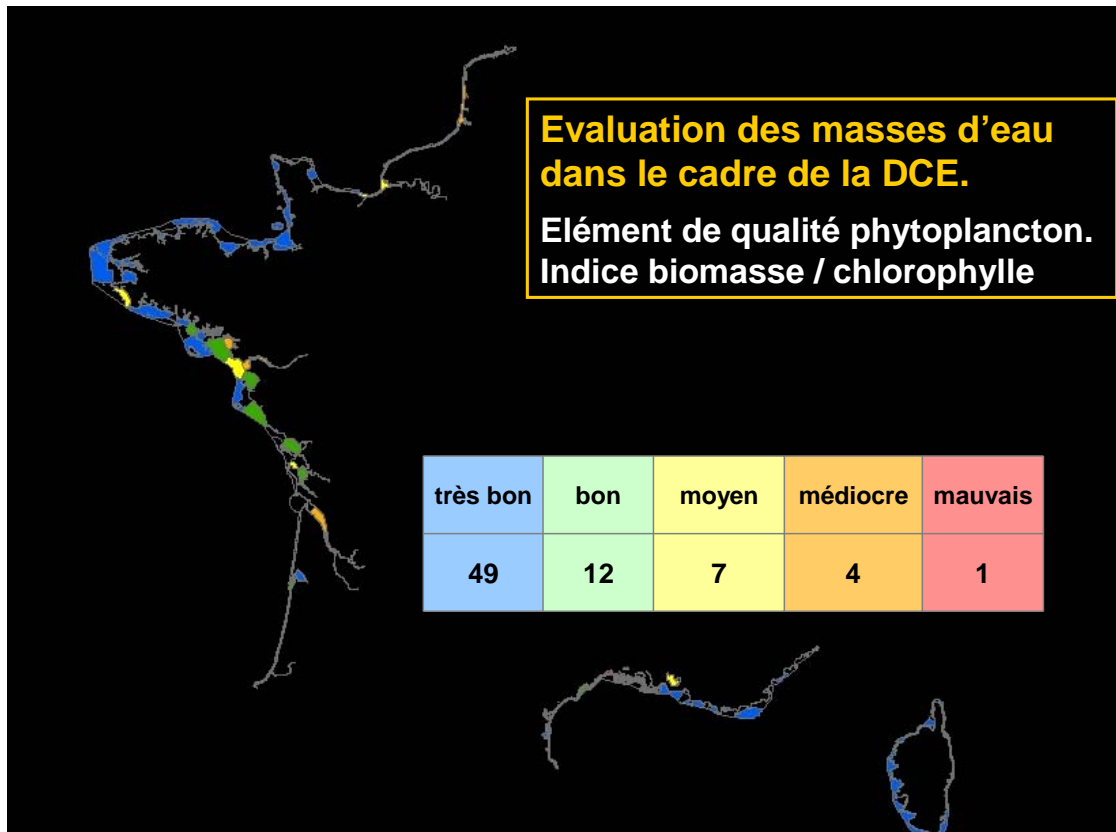 Evaluation des masses d’eau
dans le cadre de la DCE.
Elément de qualité phytoplancton.
Indice biomasse / chlorophylle
très bon bon moyen médiocre mauvais
49 12 7 4 1